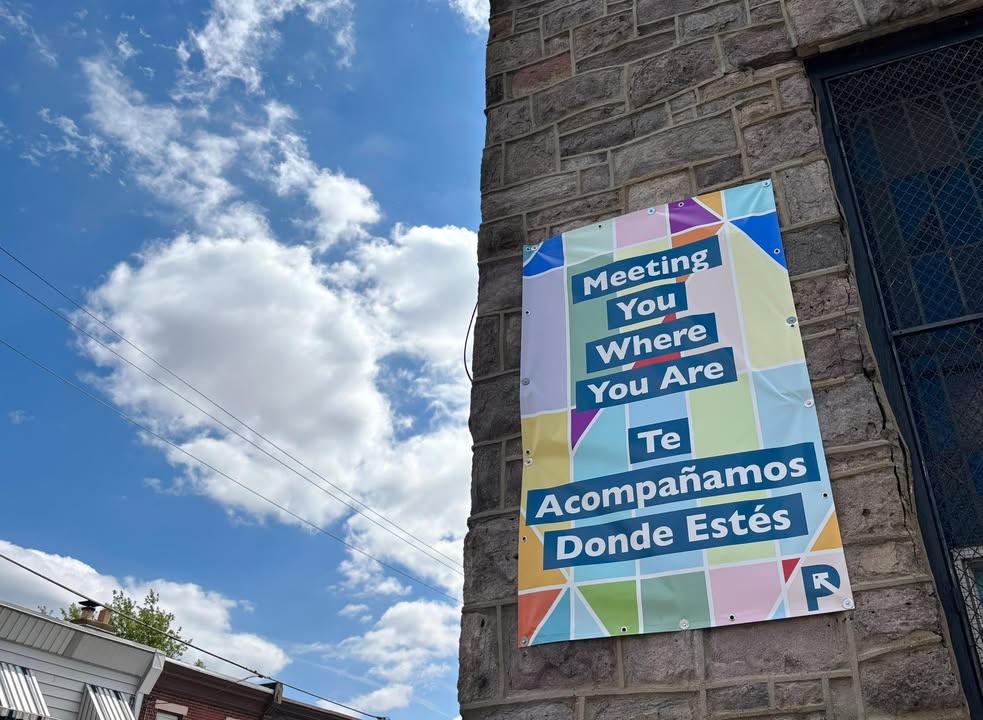 Meeting
You
Where
You Are
Te
Acompañamos
Donde Estés
P